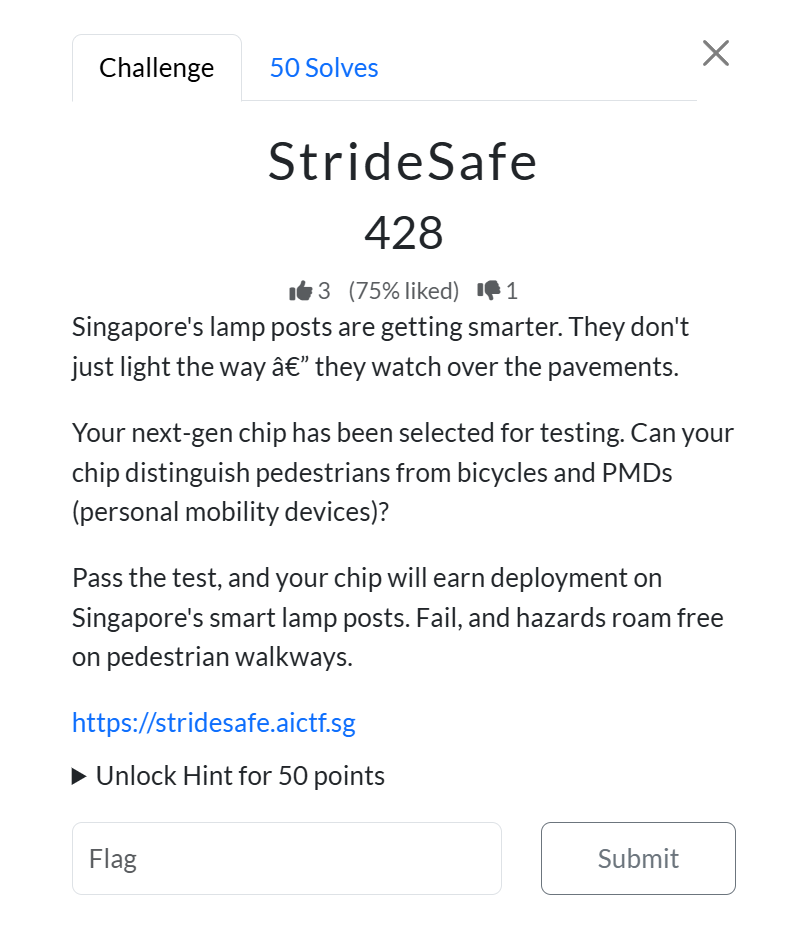 Challenge
50 Solves
StrideSafe
428
3 (75% liked) 1
Singapore's lamp posts are getting smarter. They don't
just light the way â€” they watch over the pavements.
Your next-gen chip has been selected for testing. Can your
chip distinguish pedestrians from bicycles and PMDs
(personal mobility devices)?
Pass the test, and your chip will earn deployment on
Singapore's smart lamp posts. Fail, and hazards roam free
on pedestrian walkways.
https://stridesafe.aictf.sg
Unlock Hint for 50 points
Flag
Submit